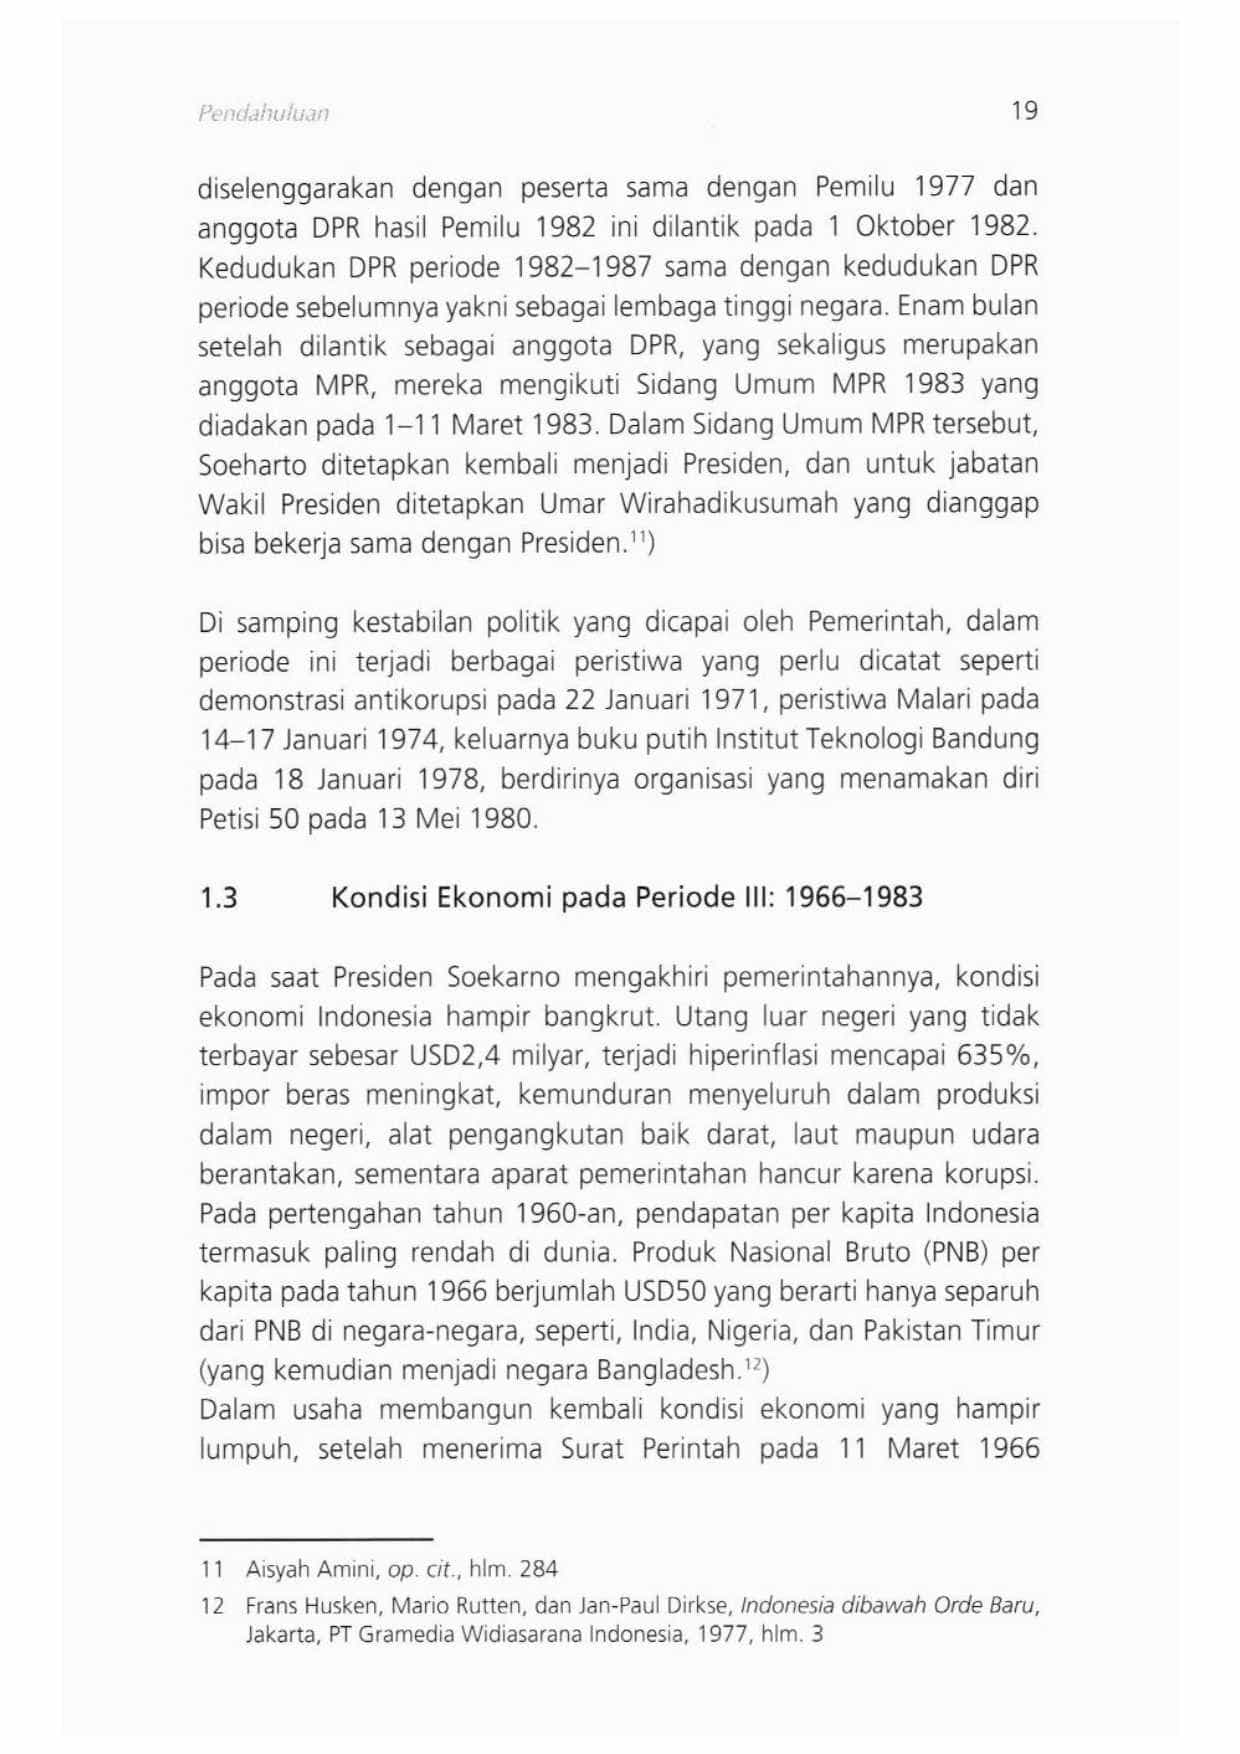 Pendahuluan 19
diselenggarakan dengan peserta sama dengan Pemilu 1977 dan
anggota DPR hasil Pemilu 1982 ini dilantik pada 1 Oktober 1982.
Kedudukan DPR periode 1982–1987 sama dengan kedudukan DPR
periode sebelumnya yakni sebagai lembaga tinggi negara. Enam bulan
setelah dilantik sebagai anggota DPR, yang sekaligus merupakan
anggota MPR, mereka mengikuti Sidang Umum MPR 1983 yang
diadakan pada 1–11 Maret 1983. Dalam Sidang Umum MPR tersebut,
Soeharto ditetapkan kembali menjadi Presiden, dan untuk jabatan
Wakil Presiden ditetapkan Umar Wirahadikusumah yang dianggap
bisa bekerja sama dengan Presiden.¹¹)
Di samping kestabilan politik yang dicapai oleh Pemerintah, dalam
periode ini terjadi berbagai peristiwa yang perlu dicatat seperti
demonstrasi antikorupsi pada 22 Januari 1971, peristiwa Malari pada
14–17 Januari 1974, keluarnya buku putih Institut Teknologi Bandung
pada 18 Januari 1978, berdirinya organisasi yang menamakan diri
Petisi 50 pada 13 Mei 1980.
1.3 Kondisi Ekonomi pada Periode III: 1966–1983
Pada saat Presiden Soekarno mengakhiri pemerintahannya, kondisi
ekonomi Indonesia hampir bangkrut. Utang luar negeri yang tidak
terbayar sebesar USD2,4 milyar, terjadi hiperinflasi mencapai 635%,
impor beras meningkat, kemunduran menyeluruh dalam produksi
dalam negeri, alat pengangkutan baik darat, laut maupun udara
berantakan, sementara aparat pemerintahan hancur karena korupsi.
Pada pertengahan tahun 1960-an, pendapatan per kapita Indonesia
termasuk paling rendah di dunia. Produk Nasional Bruto (PNB) per
kapita pada tahun 1966 berjumlah USD50 yang berarti hanya separuh
dari PNB di negara-negara, seperti, India, Nigeria, dan Pakistan Timur
(yang kemudian menjadi negara Bangladesh.¹²)
Dalam usaha membangun kembali kondisi ekonomi yang hampir
lumpuh, setelah menerima Surat Perintah pada 11 Maret 1966
11 Aisyah Amini, op. cit., hlm. 284
12 Frans Husken, Mario Rutten, dan Jan-Paul Dirkse, Indonesia dibawah Orde Baru,
Jakarta, PT Gramedia Widiasarana Indonesia, 1977, hlm. 3